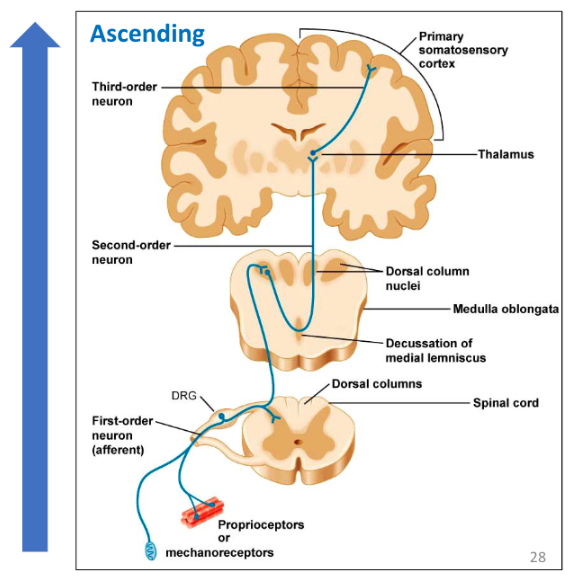 Ascending
Primary
somatosensory
cortex
Third-order
neuron
Thalamus
Second-order
neuron
Dorsal column
nuclei
Medulla oblongata
Decussation of
medial lemniscus
Dorsal columns
DRG
Spinal cord
First-order
neuron
(afferent)
Proprioceptors
or
mechanoreceptors
28